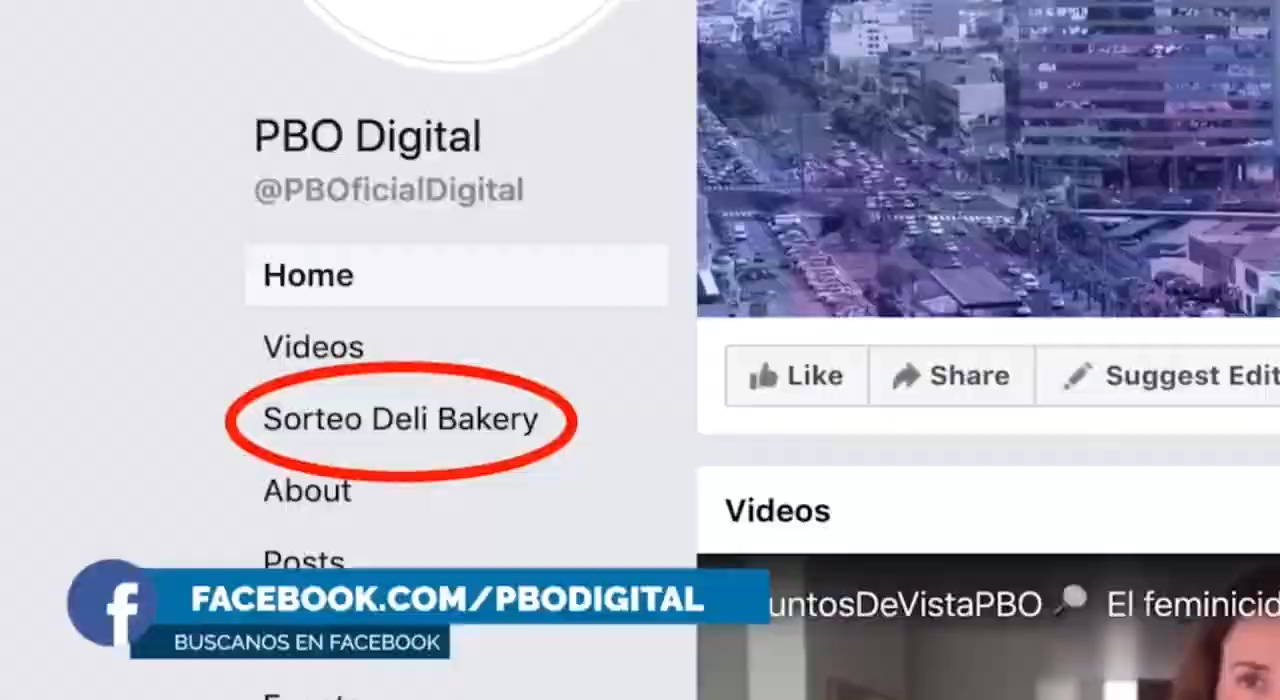 PBO Digital
@PBOficialDigital
Home
Videos
Sorteo Deli Bakery
About
Posts
Like
Share
Suggest Edit
Videos
FACEBOOK.COM/PBODIGITAL
BUSCANOS EN FACEBOOK
untosDeVistaPBO
El feminicid